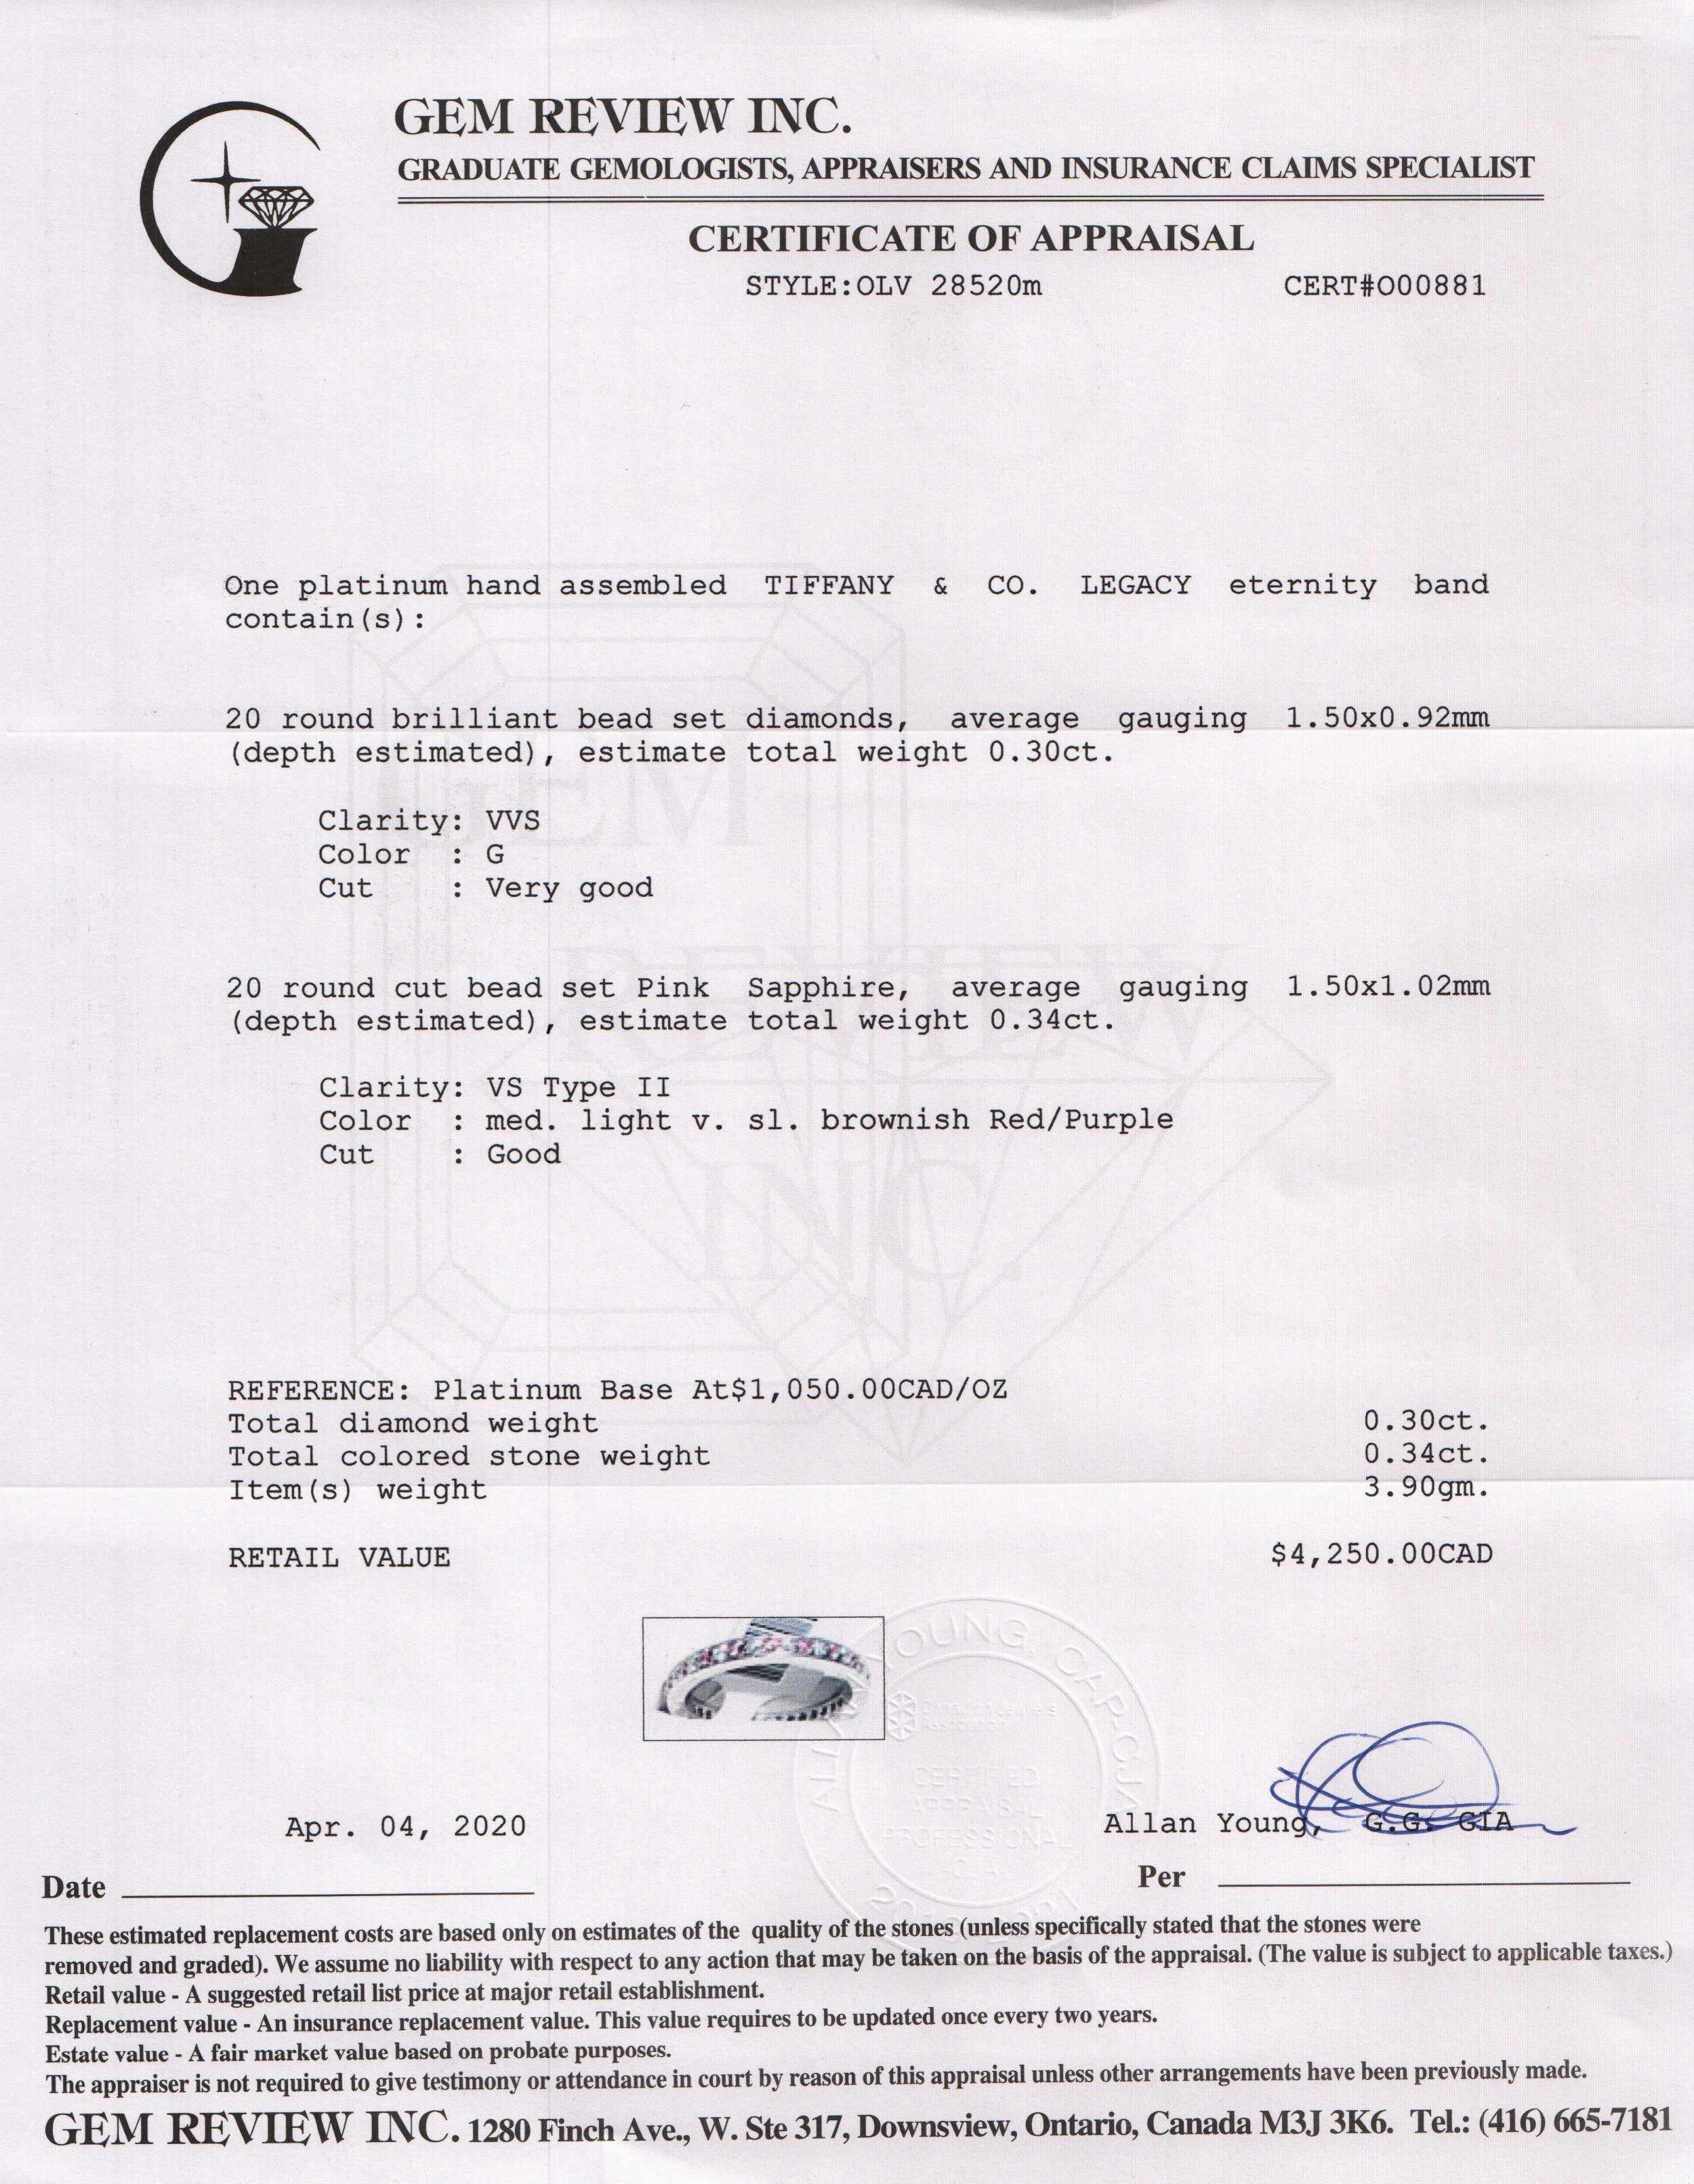 GEM REVIEW INC.
GRADUATE GEMOLOGISTS, APPRAISERS AND INSURANCE CLAIMS SPECIALIST
CERTIFICATE OF APPRAISAL
STYLE:OLV 28520m CERT#O00881
One platinum hand assembled TIFFANY & CO. LEGACY eternity band
contain(s):
20 round brilliant bead set diamonds, average gauging 1.50x0.92mm
(depth estimated), estimate total weight 0.30ct.
Clarity: VVS
Color : G
Cut : Very good
20 round cut bead set Pink Sapphire, average gauging 1.50x1.02mm
(depth estimated), estimate total weight 0.34ct.
Clarity: VS Type II
Color : med. light v. sl. brownish Red/Purple
Cut : Good
GEM
REVIEW
INC.
REFERENCE: Platinum Base At$1,050.00CAD/OZ
Total diamond weight 0.30ct.
Total colored stone weight 0.34ct.
Item(s) weight 3.90gm.
RETAIL VALUE $4,250.00CAD
YOUNG, CAP-CJA
CERTIFIED
APPRAISAL
PROFESSIONAL
CJA
Apr. 04, 2020 Allan Young, G.G. GIA
Date Per
These estimated replacement costs are based only on estimates of the quality of the stones (unless specifically stated that the stones were
removed and graded). We assume no liability with respect to any action that may be taken on the basis of the appraisal. (The value is subject to applicable taxes.)
Retail value - A suggested retail list price at major retail establishment.
Replacement value - An insurance replacement value. This value requires to be updated once every two years.
Estate value - A fair market value based on probate purposes.
The appraiser is not required to give testimony or attendance in court by reason of this appraisal unless other arrangements have been previously made.
GEM REVIEW INC. 1280 Finch Ave., W. Ste 317, Downsview, Ontario, Canada M3J 3K6. Tel.: (416) 665-7181